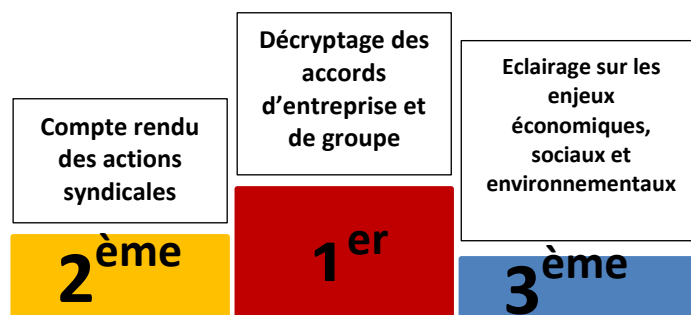 Compte rendu
des actions
syndicales
2ème
Décryptage des
accords
d’entreprise et
de groupe
1er
Eclairage sur les
enjeux
économiques,
sociaux et
environnementaux
3ème